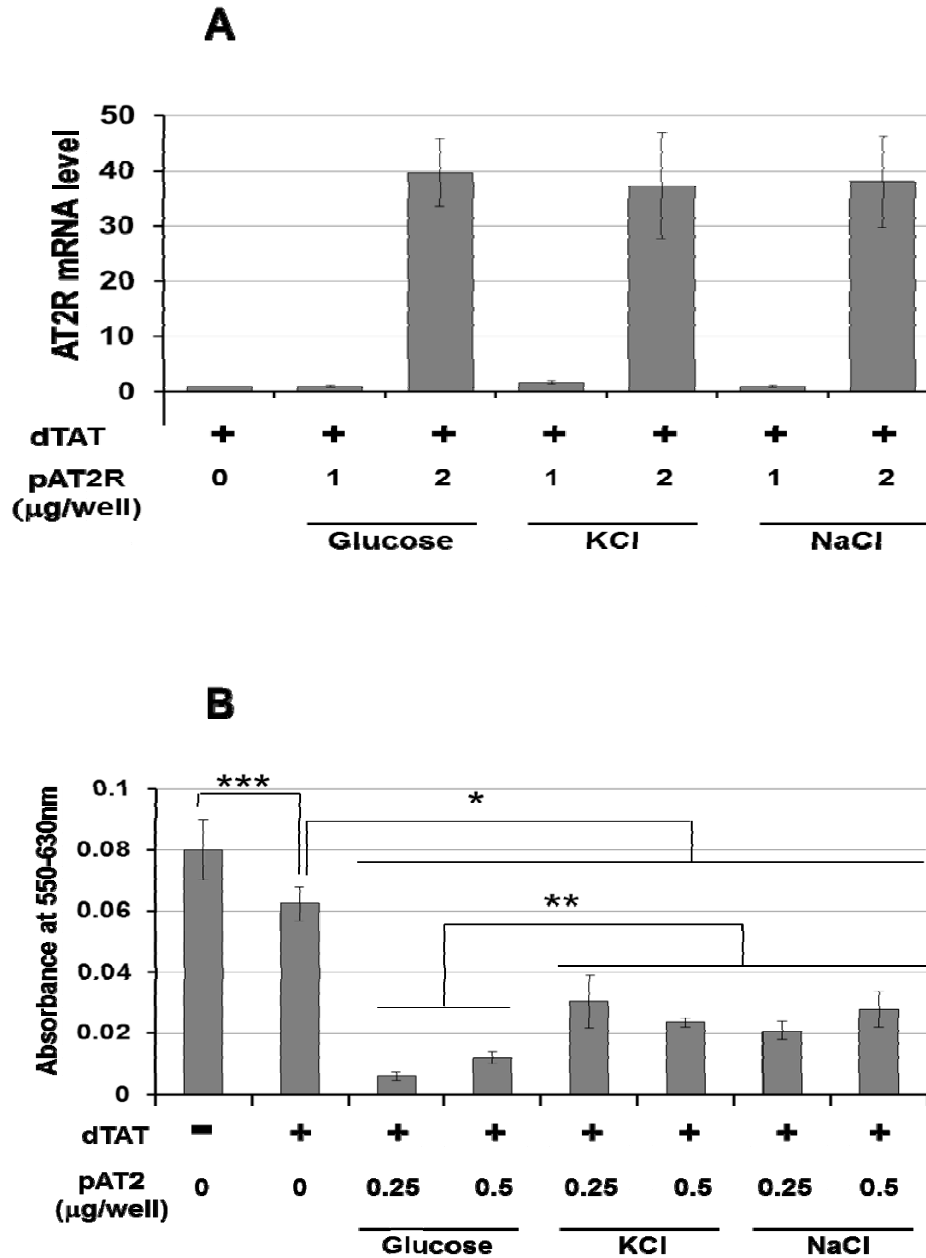 A
AT2R mRNA level
50
40
30
20
10
0
dTAT + + + + + + +
pAT2R 0 1 2 1 2 1 2
(µg/well)
Glucose KCl NaCl
B
Absorbance at 550-630nm
0.1
0.08
0.06
0.04
0.02
0
***
*
**
dTAT - + + + + + + +
pAT2 0 0 0.25 0.5 0.25 0.5 0.25 0.5
(µg/well)
Glucose KCl NaCl